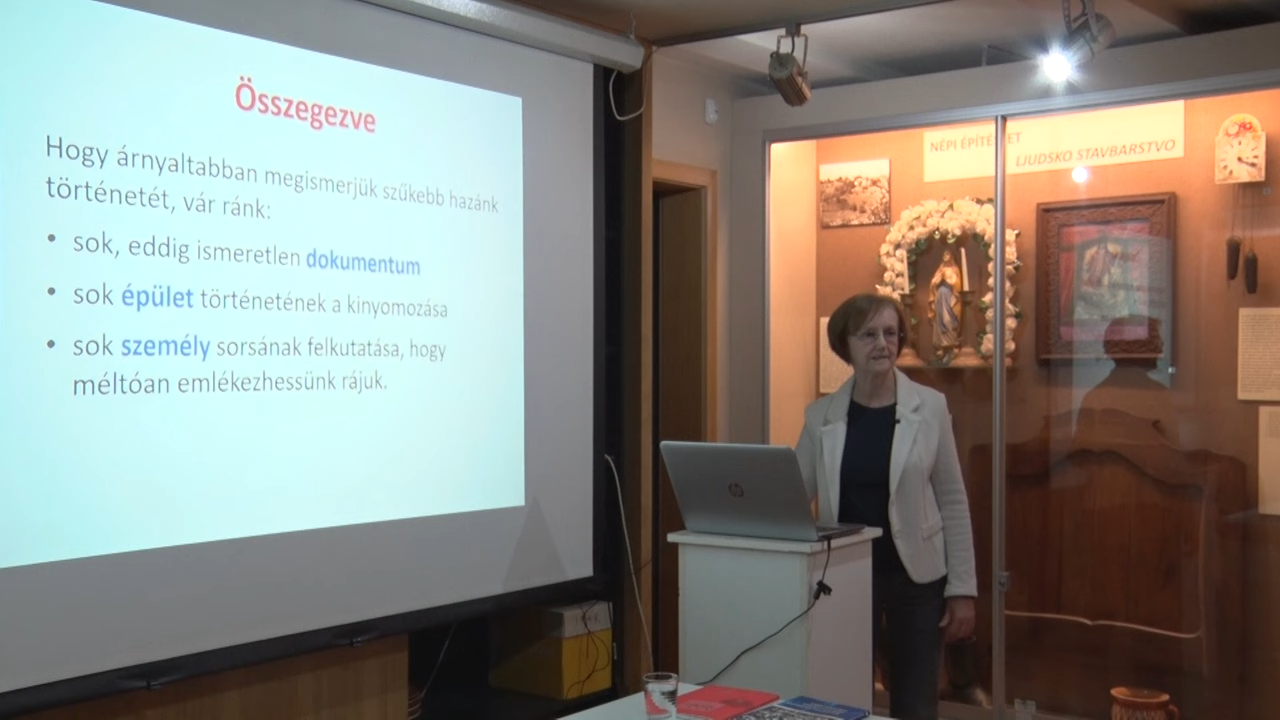 Összegezve
Hogy árnyaltabban megismerjük szűkebb hazánk
történetét, vár ránk:
• sok, eddig ismeretlen dokumentum
• sok épület történetének a kinyomozása
• sok személy sorsának felkutatása, hogy
méltóan emlékezhessünk rájuk.
NÉPI ÉPÍTÉSZET
LJUDSKO STAVBARSTVO
hp